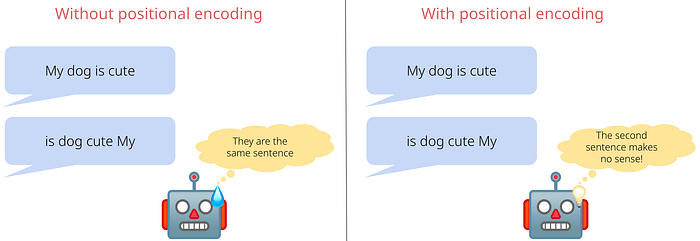 Without positional encoding
My dog is cute
is dog cute My
They are the
same sentence
With positional encoding
My dog is cute
is dog cute My
The second
sentence makes
no sense!